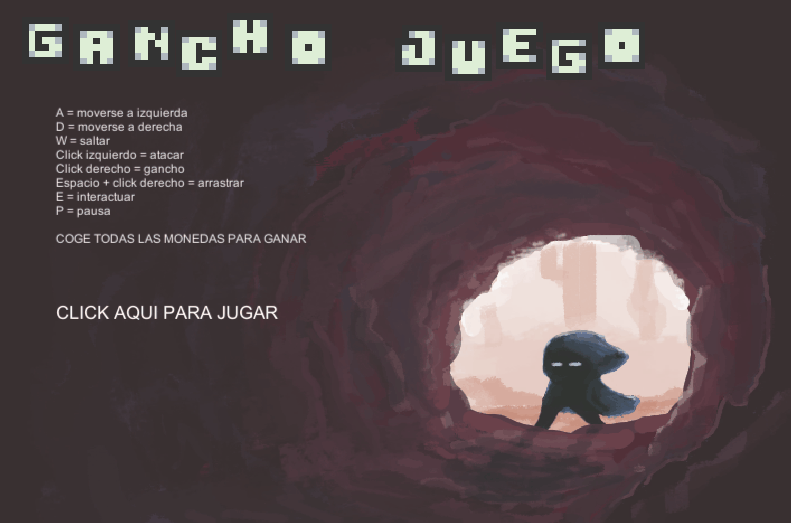 GANCHO JUEGO
A = moverse a izquierda
D = moverse a derecha
W = saltar
Click izquierdo = atacar
Click derecho = gancho
Espacio + click derecho = arrastrar
E = interactuar
P = pausa
COGE TODAS LAS MONEDAS PARA GANAR
CLICK AQUI PARA JUGAR